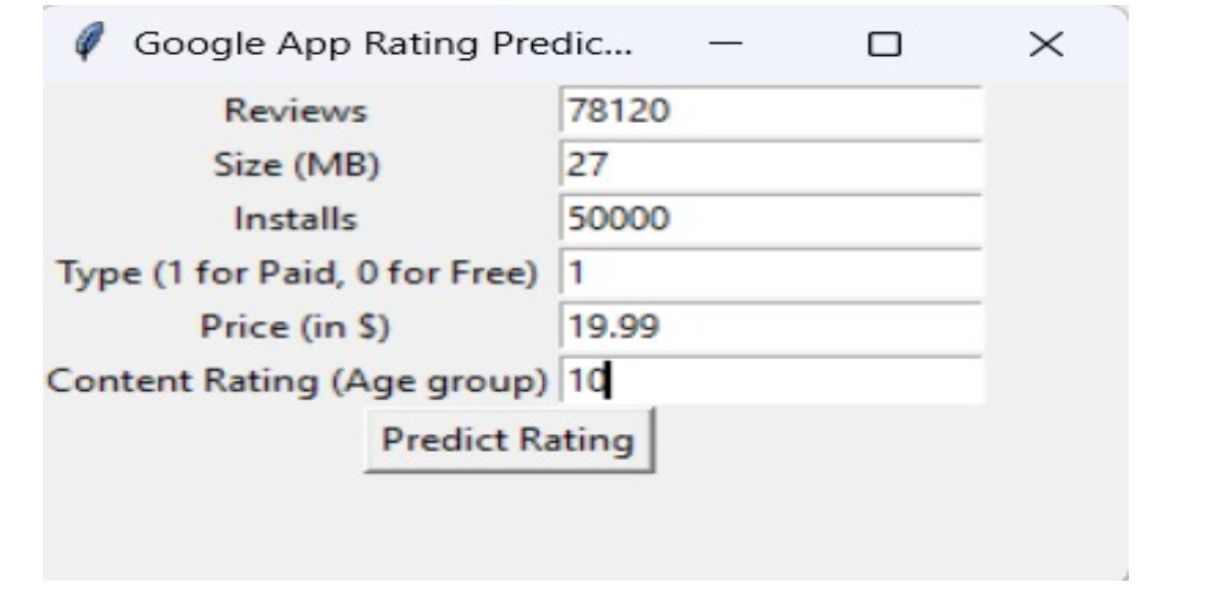 Google App Rating Predic...
Reviews 78120
Size (MB) 27
Installs 50000
Type (1 for Paid, 0 for Free) 1
Price (in $) 19.99
Content Rating (Age group) 10
Predict Rating